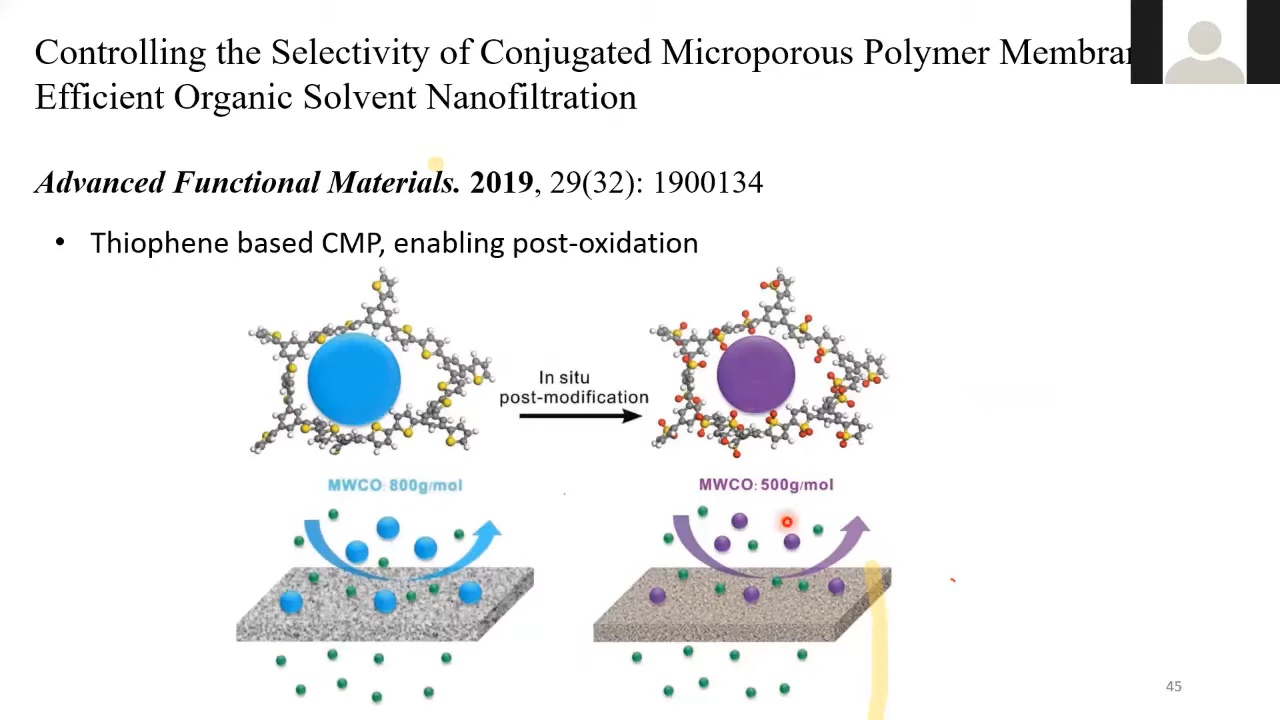 Controlling the Selectivity of Conjugated Microporous Polymer
Efficient Organic Solvent Nanofiltration
Advanced Functional Materials. 2019, 29(32): 1900134
• Thiophene based CMP, enabling post-oxidation
In situ
post-modification
MWCO: 800g/mol
MWCO: 500g/mol
45